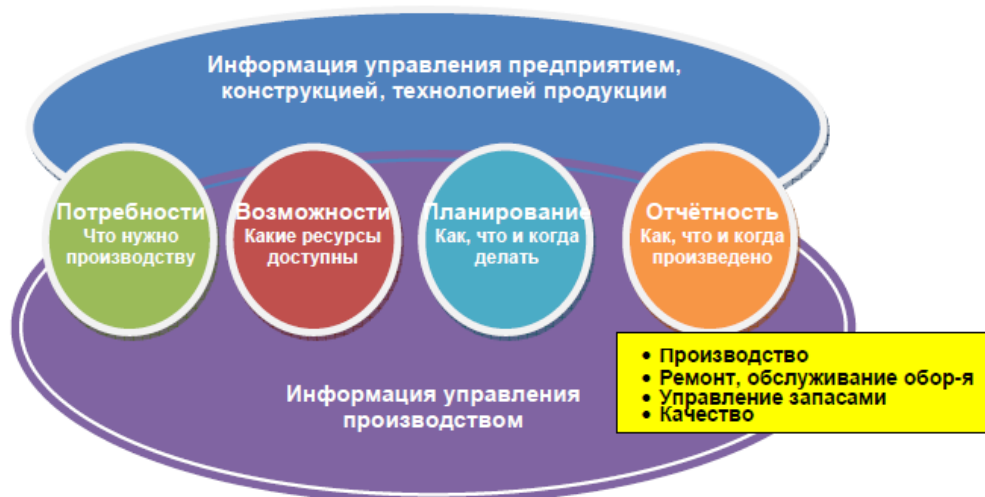 Информация управления предприятием,
конструкцией, технологией продукции
Потребности
Что нужно
производству
Возможности
Какие ресурсы
доступны
Планирование
Как, что и когда
делать
Отчётность
Как, что и когда
произведено
• Производство
• Ремонт, обслуживание обор-я
• Управление запасами
• Качество
Информация управления
производством